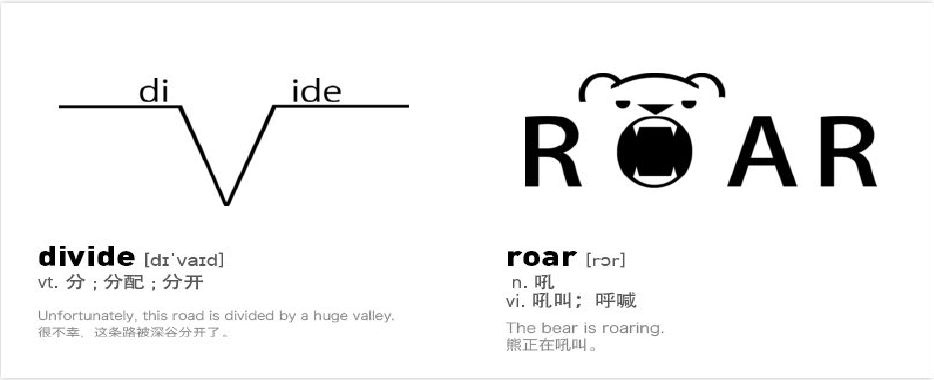 di V ide
divide [dɪˈvaɪd]
vt. 分；分配；分开
Unfortunately, this road is divided by a huge valley.
很不幸，这条路被深谷分开了。
ROAR
roar [rɔr]
n. 吼
vi. 吼叫； 呼喊
The bear is roaring.
熊正在吼叫。